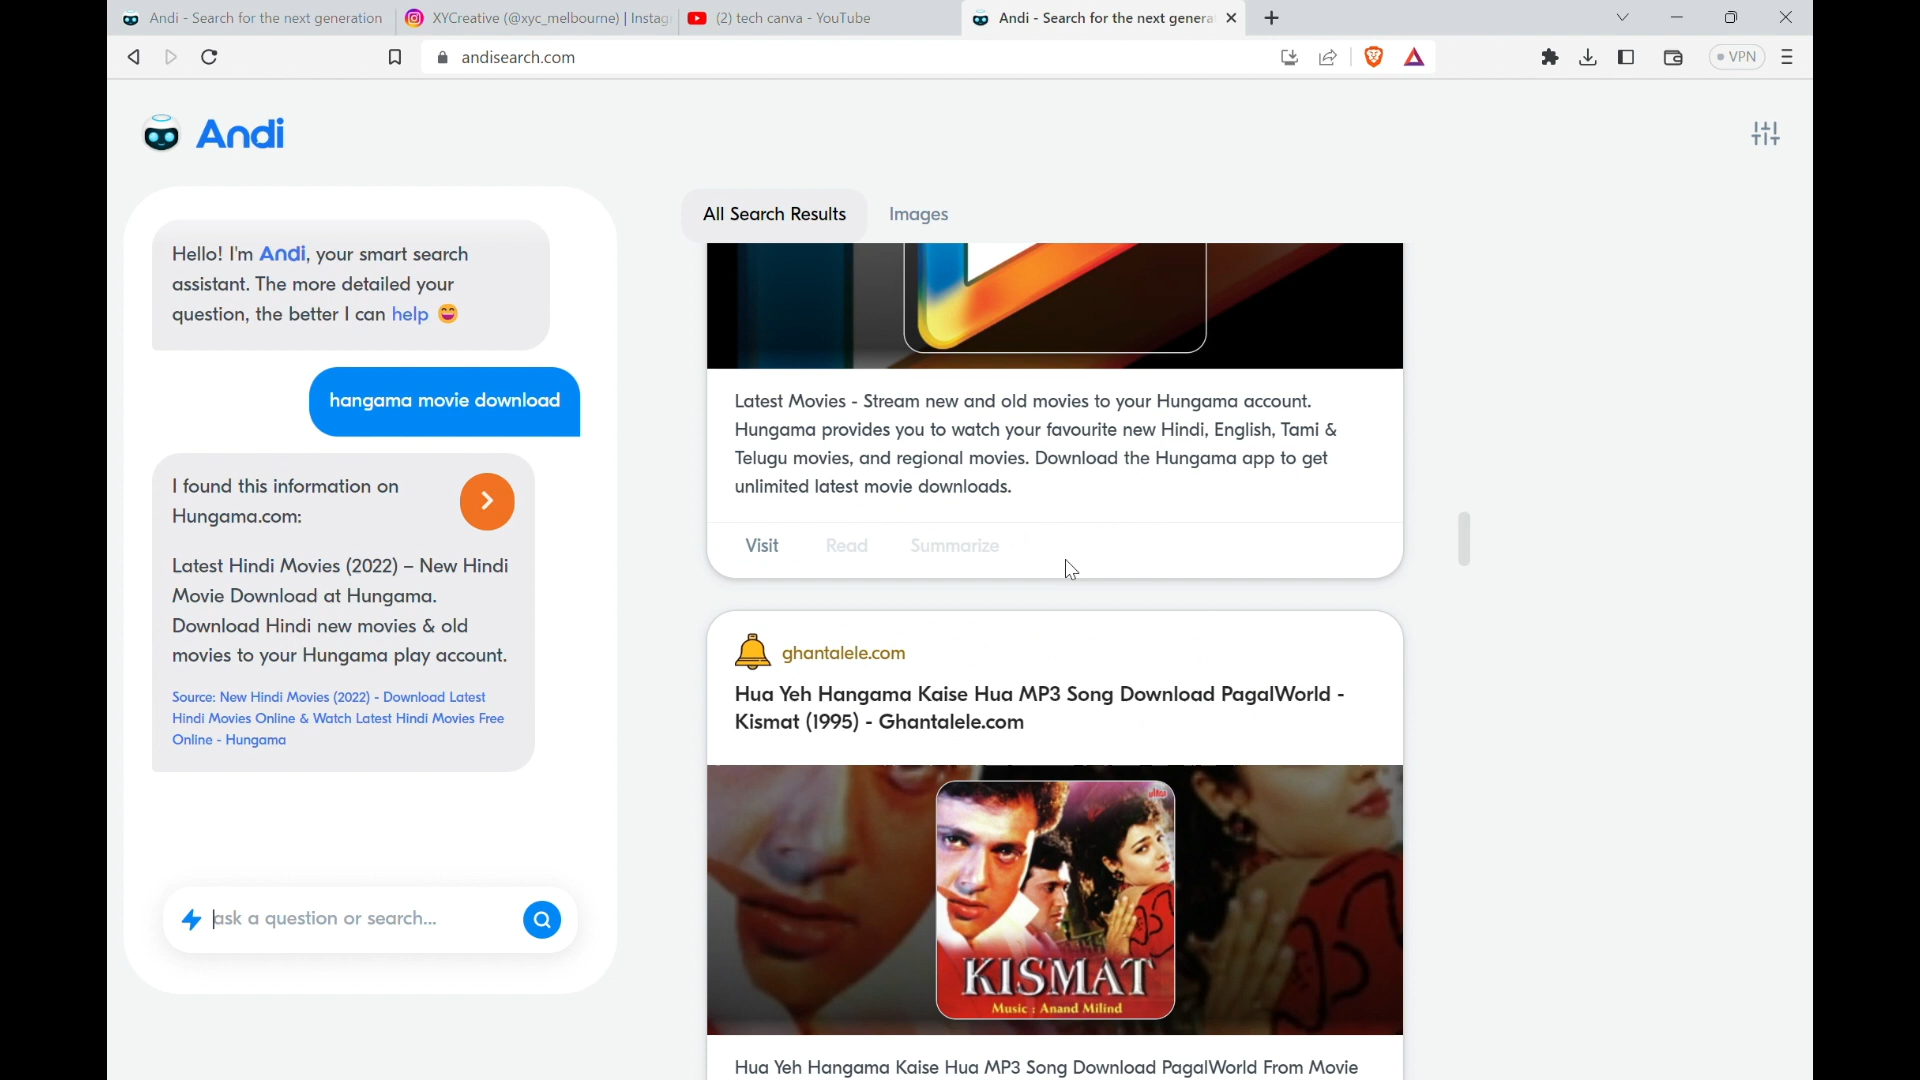 Andi - Search for the next generation
XYCreative (@xyc_melbourne) | Instag
(2) tech canva - YouTube
Andi - Search for the next genera
andisearch.com
VPN
Andi
Hello! I'm Andi, your smart search
assistant. The more detailed your
question, the better I can help
hangama movie download
I found this information on
Hungama.com:
Latest Hindi Movies (2022) – New Hindi
Movie Download at Hungama.
Download Hindi new movies & old
movies to your Hungama play account.
Source: New Hindi Movies (2022) - Download Latest
Hindi Movies Online & Watch Latest Hindi Movies Free
Online - Hungama
ask a question or search...
All Search Results
Images
Latest Movies - Stream new and old movies to your Hungama account.
Hungama provides you to watch your favourite new Hindi, English, Tami &
Telugu movies, and regional movies. Download the Hungama app to get
unlimited latest movie downloads.
Visit
Read
Summarize
ghantalele.com
Hua Yeh Hangama Kaise Hua MP3 Song Download PagalWorld -
Kismat (1995) - Ghantalele.com
KISMAT
Music : Anand Milind
Hua Yeh Hangama Kaise Hua MP3 Song Download PagalWorld From Movie